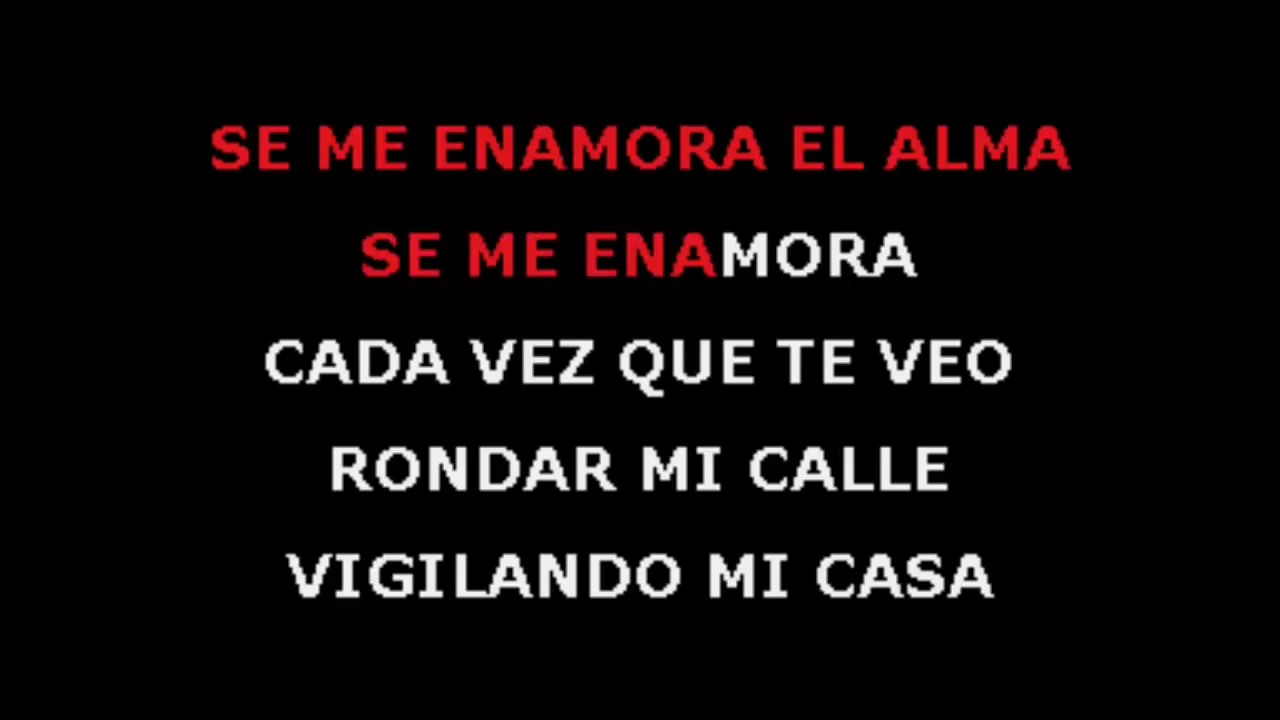 SE ME ENAMORA EL ALMA
SE ME ENAMORA
CADA VEZ QUE TE VEO
RONDAR MI CALLE
VIGILANDO MI CASA